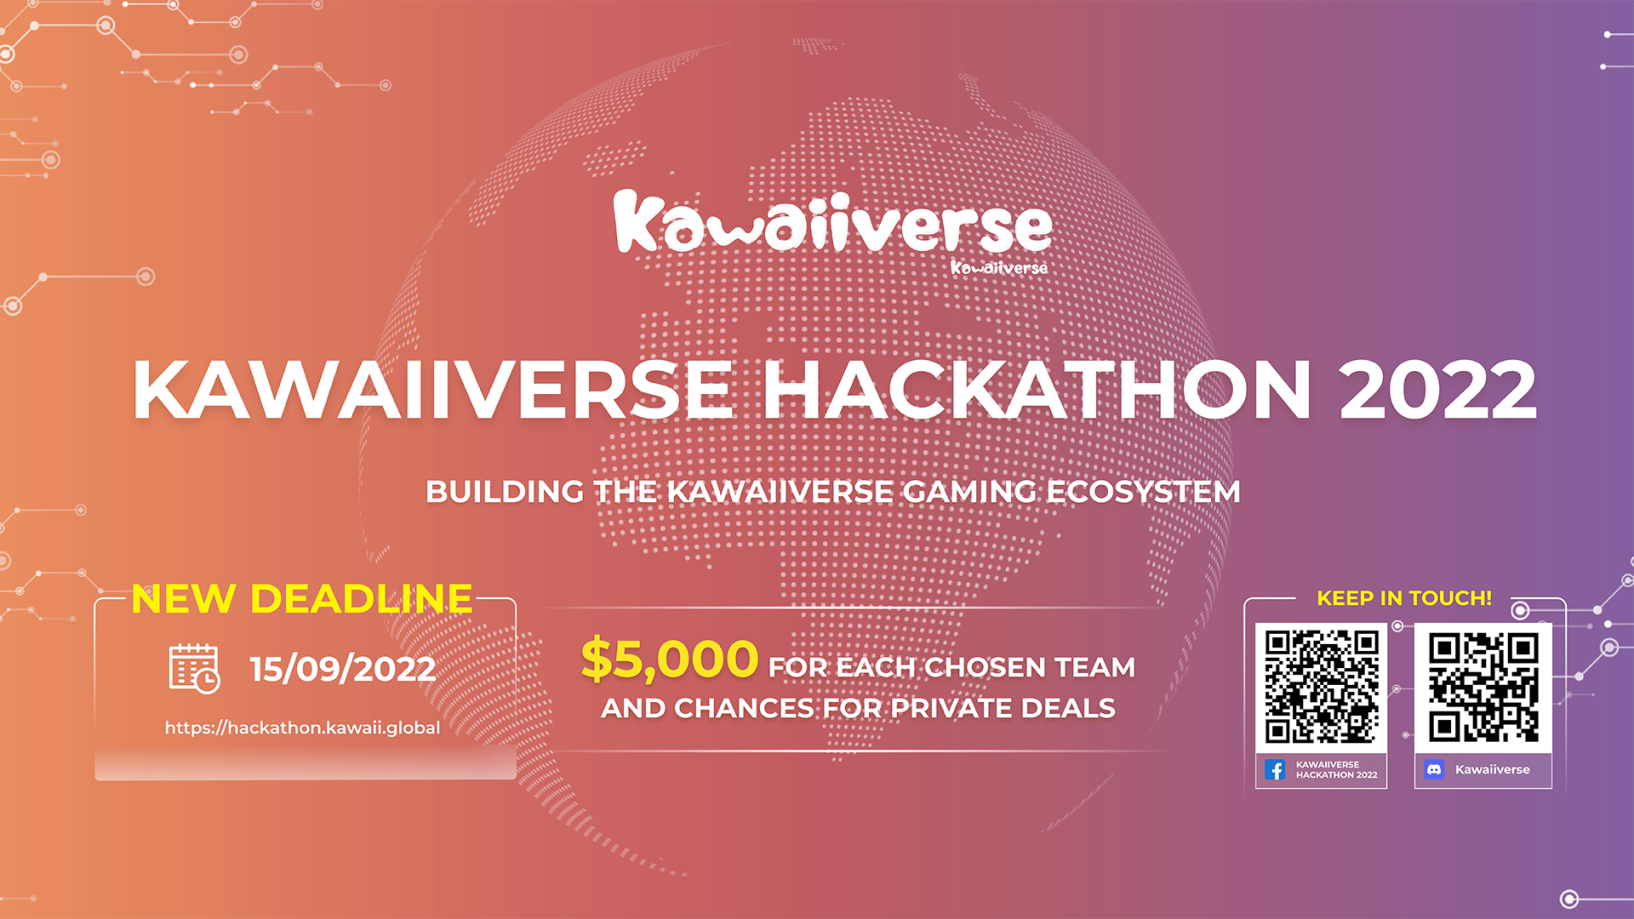 Kawaiiverse
Kawaiiverse
KAWAIIVERSE HACKATHON 2022
BUILDING THE KAWAIIVERSE GAMING ECOSYSTEM
NEW DEADLINE
15/09/2022
https://hackathon.kawaii.global
$5,000 FOR EACH CHOSEN TEAM
AND CHANCES FOR PRIVATE DEALS
KEEP IN TOUCH!
KAWAIIVERSE
HACKATHON 2022
Kawaiiverse